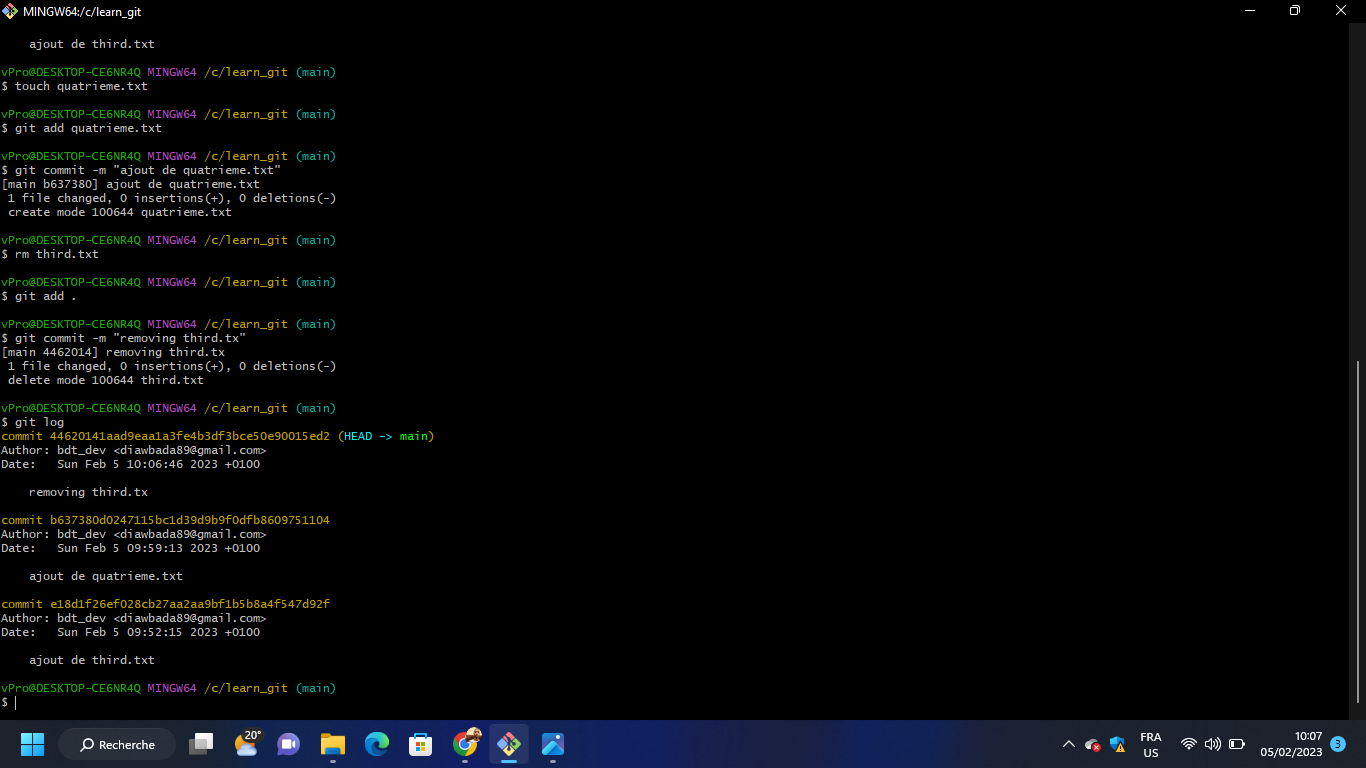 MINGW64:/c/learn_git
ajout de third.txt
vPro@DESKTOP-CE6NR4Q MINGW64 /c/learn_git (main)
$ touch quatrieme.txt
vPro@DESKTOP-CE6NR4Q MINGW64 /c/learn_git (main)
$ git add quatrieme.txt
vPro@DESKTOP-CE6NR4Q MINGW64 /c/learn_git (main)
$ git commit -m "ajout de quatrieme.txt"
[main b637380] ajout de quatrieme.txt
1 file changed, 0 insertions(+), 0 deletions(-)
create mode 100644 quatrieme.txt
vPro@DESKTOP-CE6NR4Q MINGW64 /c/learn_git (main)
$ rm third.txt
vPro@DESKTOP-CE6NR4Q MINGW64 /c/learn_git (main)
$ git add .
vPro@DESKTOP-CE6NR4Q MINGW64 /c/learn_git (main)
$ git commit -m "removing third.tx"
[main 4462014] removing third.tx
1 file changed, 0 insertions(+), 0 deletions(-)
delete mode 100644 third.txt
vPro@DESKTOP-CE6NR4Q MINGW64 /c/learn_git (main)
$ git log
commit 44620141aad9eaa1a3fe4b3df3bce50e90015ed2 (HEAD -> main)
Author: bdt_dev <diawbada89@gmail.com>
Date:   Sun Feb 5 10:06:46 2023 +0100
removing third.tx
commit b637380d0247115bc1d39d9b9f0dfb8609751104
Author: bdt_dev <diawbada89@gmail.com>
Date:   Sun Feb 5 09:59:13 2023 +0100
ajout de quatrieme.txt
commit e18d1f26ef028cb27aa2aa9bf1b5b8a4f547d92f
Author: bdt_dev <diawbada89@gmail.com>
Date:   Sun Feb 5 09:52:15 2023 +0100
ajout de third.txt
vPro@DESKTOP-CE6NR4Q MINGW64 /c/learn_git (main)
$
Recherche
20°
FRA
US
10:07
05/02/2023
3